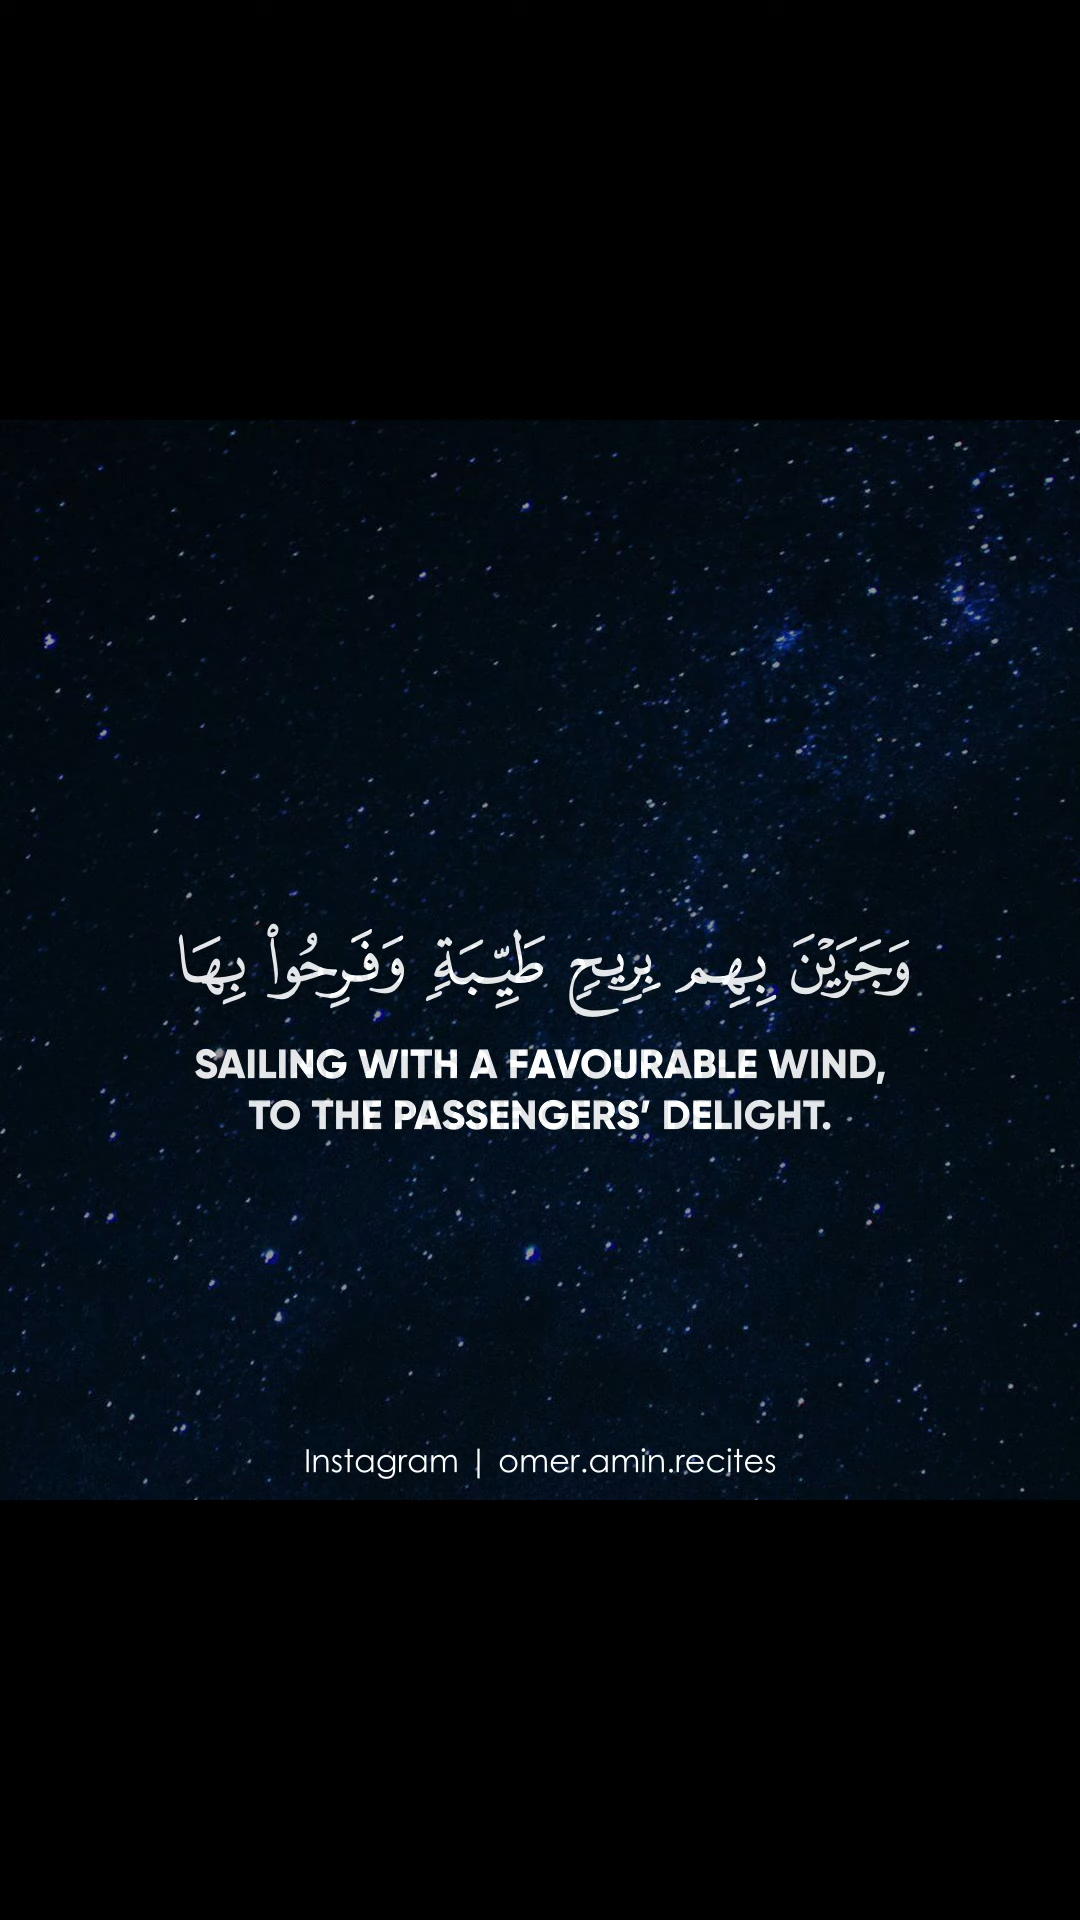 وَجَرَيْنَ بِهِم بِرِيحٍ طَيِّبَةٍ وَفَرِحُوا۟ بِهَا
SAILING WITH A FAVOURABLE WIND,
TO THE PASSENGERS’ DELIGHT.
Instagram | omer.amin.recites